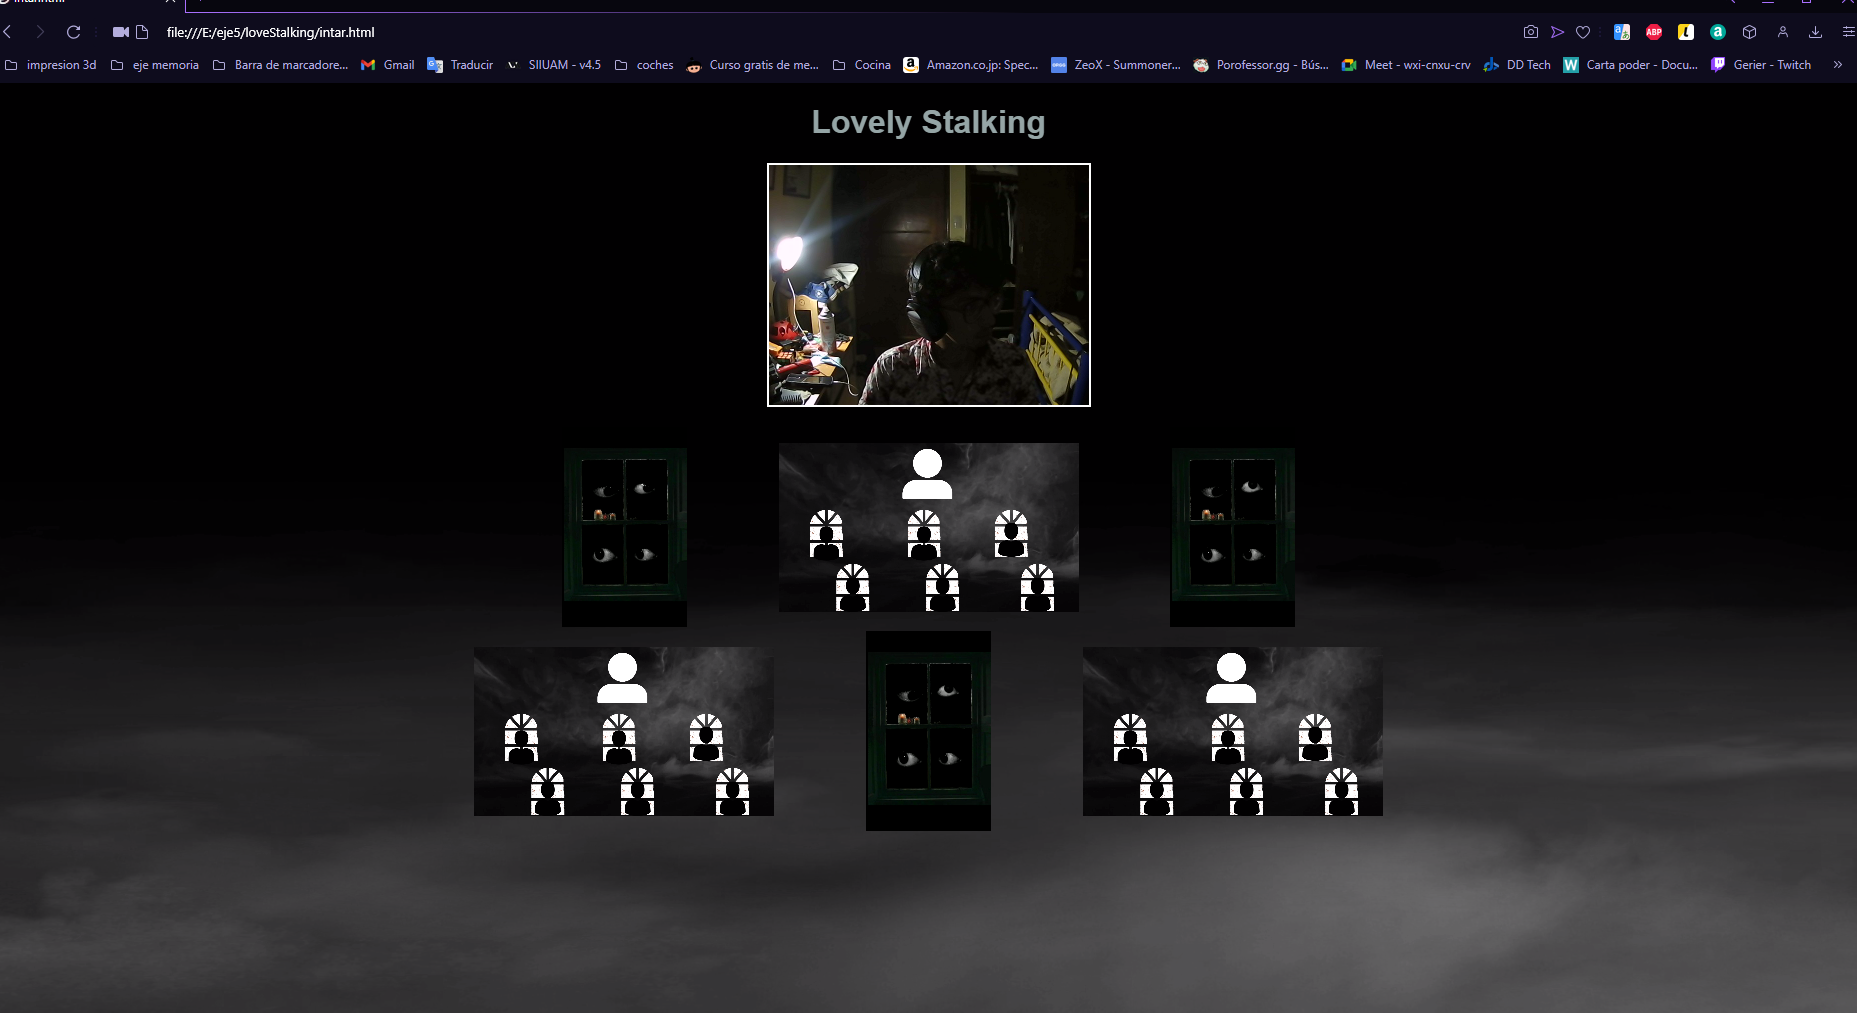 file:///E:/eje5/loveStalking/intar.html
impresion 3d eje memoria Barra de marcadore... Gmail Traducir SIIUAM - v4.5 coches Curso gratis de me... Cocina Amazon.co.jp: Spec... ZeoX - Summoner... Porofessor.gg - Bús... Meet - wxi-cnxu-crv DD Tech Carta poder - Docu... Gerier - Twitch »
Lovely Stalking